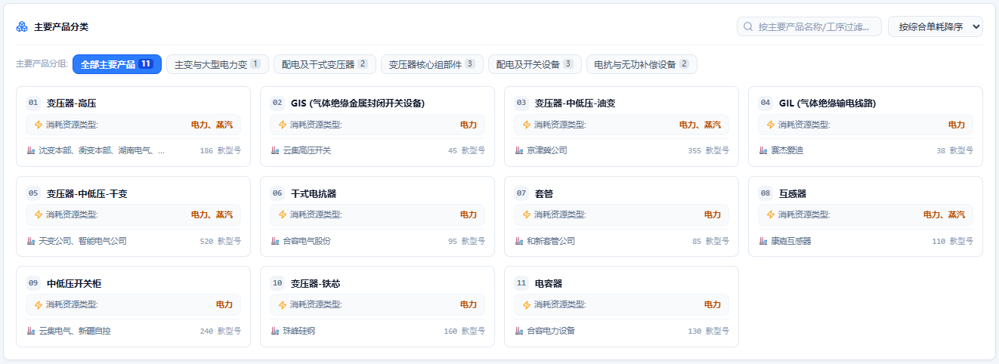 主要产品分类
按主要产品名称/工序过滤...
按综合单耗降序
主要产品分组:
全部主要产品 11
主变与大型电力变 1
配电及干式变压器 2
变压器核心组部件 3
配电及开关设备 3
电抗与无功补偿设备 2
01 变压器-高压
消耗资源类型: 电力、蒸汽
沈变本部、衡变本部、湖南电气、... 186 款型号
02 GIS (气体绝缘金属封闭开关设备)
消耗资源类型: 电力
云集高压开关 45 款型号
03 变压器-中低压-油变
消耗资源类型: 电力、蒸汽
京津冀公司 355 款型号
04 GIL (气体绝缘输电线路)
消耗资源类型: 电力
赛杰爱迪 38 款型号
05 变压器-中低压-干变
消耗资源类型: 电力、蒸汽
天变公司、智能电气公司 520 款型号
06 干式电抗器
消耗资源类型: 电力
合容电气股份 95 款型号
07 套管
消耗资源类型: 电力
和新套管公司 85 款型号
08 互感器
消耗资源类型: 电力、蒸汽
康嘉互感器 110 款型号
09 中低压开关柜
消耗资源类型: 电力
云集电气、新疆自控 240 款型号
10 变压器-铁芯
消耗资源类型: 电力
珠峰硅钢 160 款型号
11 电容器
消耗资源类型: 电力
合容电力设备 130 款型号